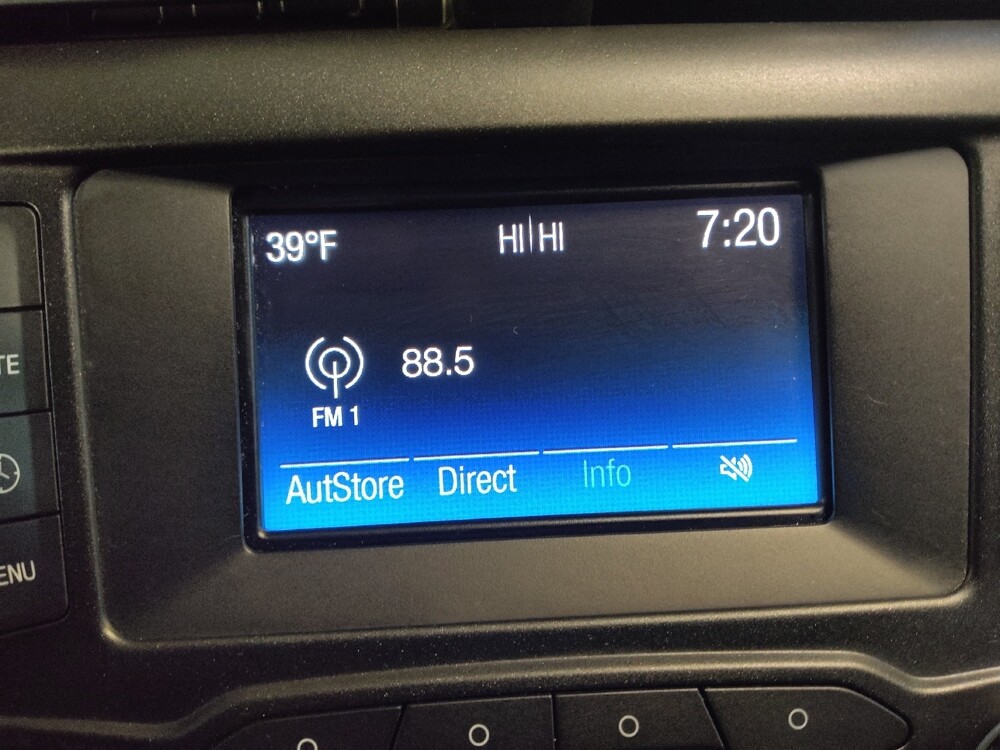 39°F HI|HI 7:20
88.5
FM 1
AutStore Direct Info
TE
ENU